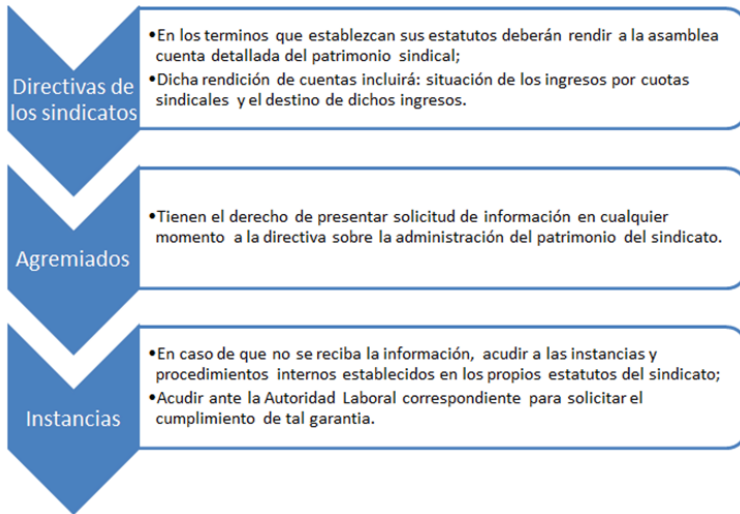 Directivas de
los sindicatos
•En los terminos que establezcan sus estatutos deberán rendir a la asamblea
cuenta detallada del patrimonio sindical;
•Dicha rendición de cuentas incluirá: situación de los ingresos por cuotas
sindicales y el destino de dichos ingresos.
Agremiados
•Tienen el derecho de presentar solicitud de información en cualquier
momento a la directiva sobre la administración del patrimonio del sindicato.
Instancias
•En caso de que no se reciba la información, acudir a las instancias y
procedimientos internos establecidos en los propios estatutos del sindicato;
•Acudir ante la Autoridad Laboral correspondiente para solicitar el
cumplimiento de tal garantia.